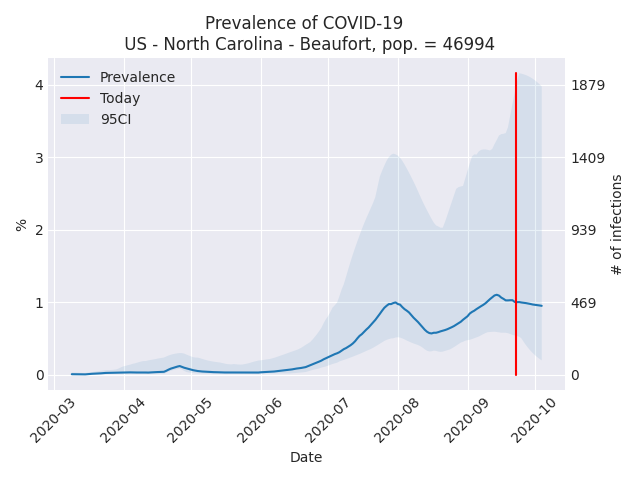 Prevalence of COVID-19
US - North Carolina - Beaufort, pop. = 46994
Prevalence
Today
95CI
4
3
2
1
0
%
1879
1409
939
469
0
# of infections
2020-03
2020-04
2020-05
2020-06
2020-07
2020-08
2020-09
2020-10
Date